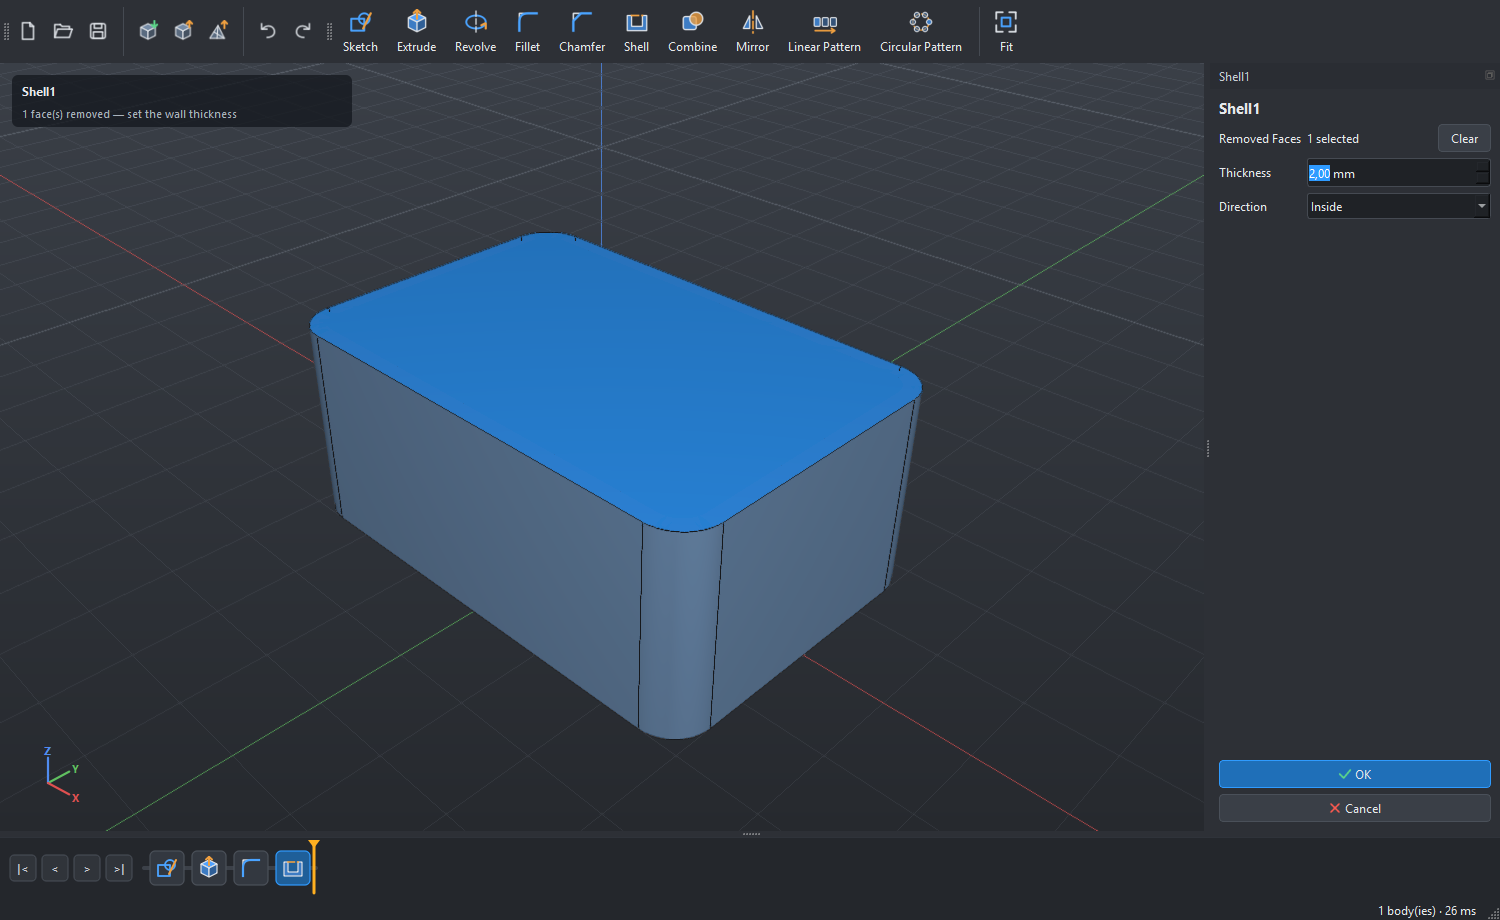 Sketch
Extrude
Revolve
Fillet
Chamfer
Shell
Combine
Mirror
Linear Pattern
Circular Pattern
Fit
Shell1
1 face(s) removed — set the wall thickness
Shell1
Shell1
Removed Faces 1 selected
Clear
Thickness 2,00 mm
Direction Inside
OK
Cancel
Z
Y
X
|< < > >|
1 body(ies) · 26 ms